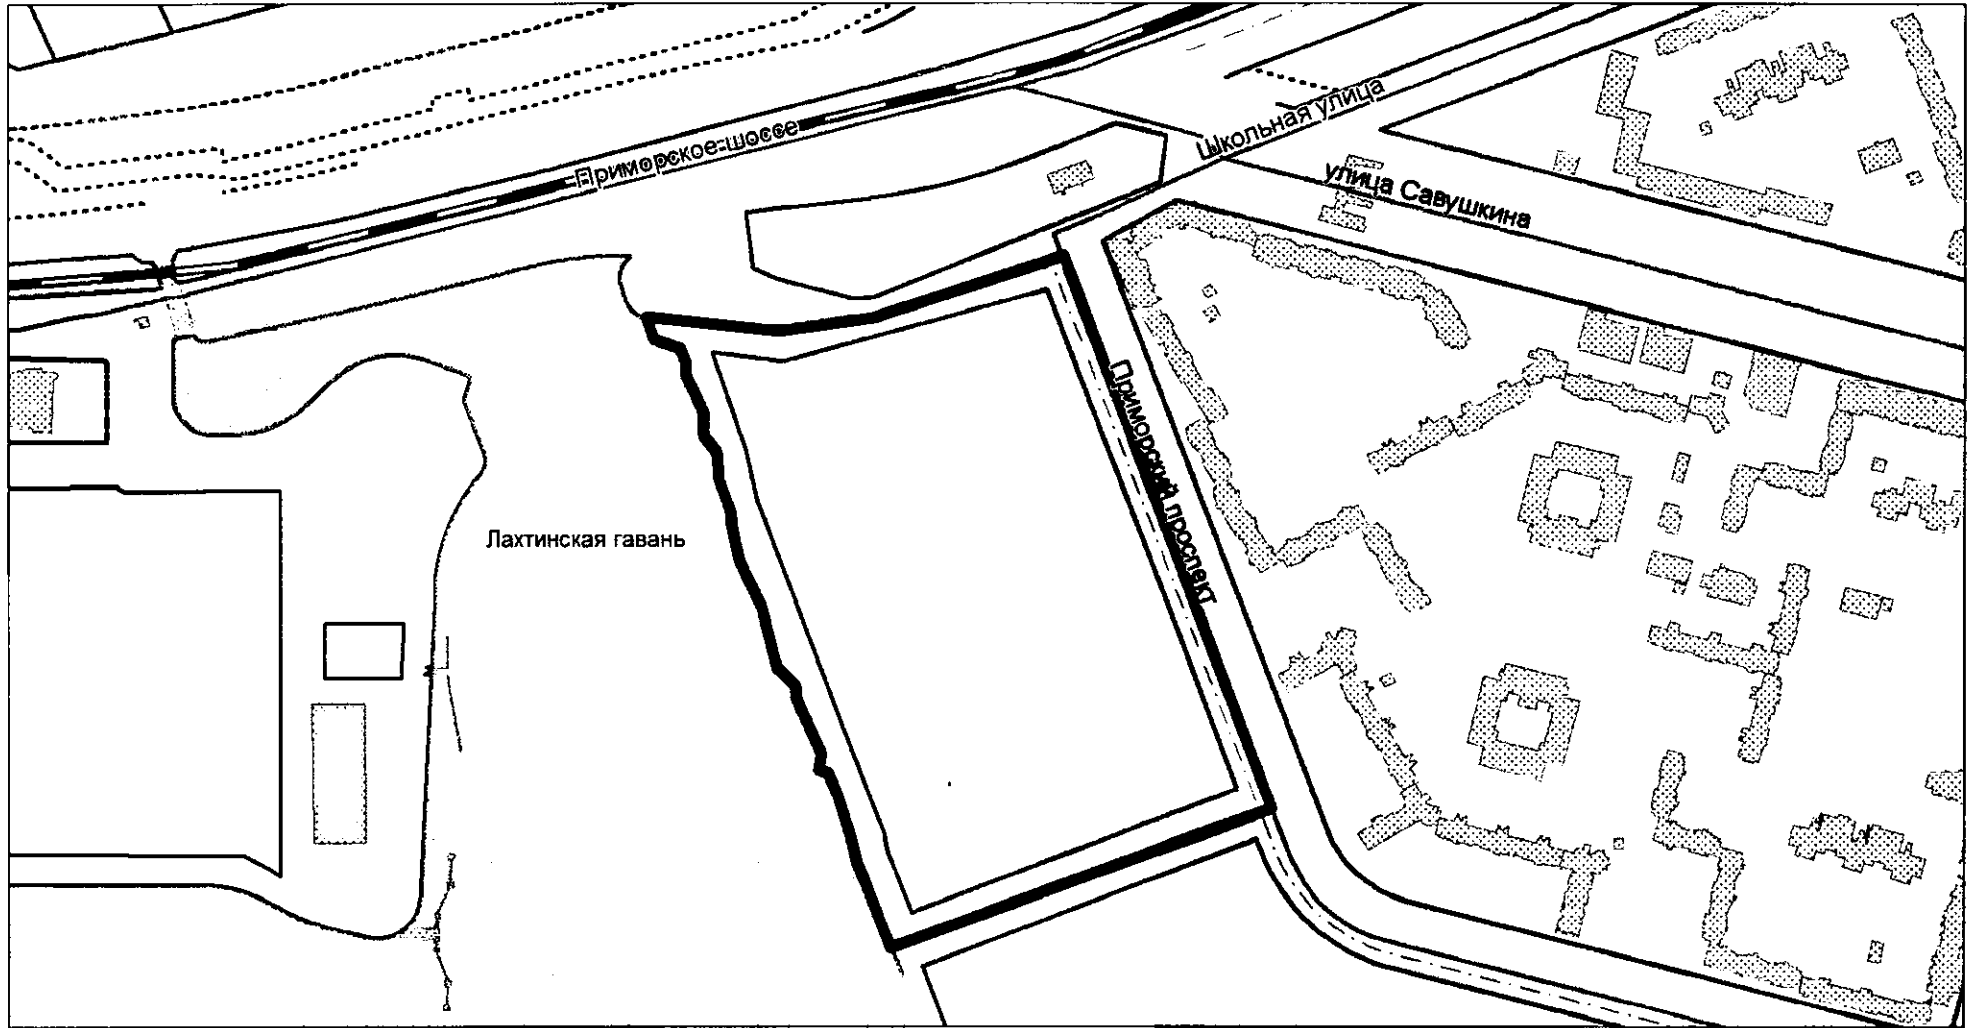 Приморское шоссе
Школьная улица
улица Савушкина
Приморский проспект
Лахтинская гавань